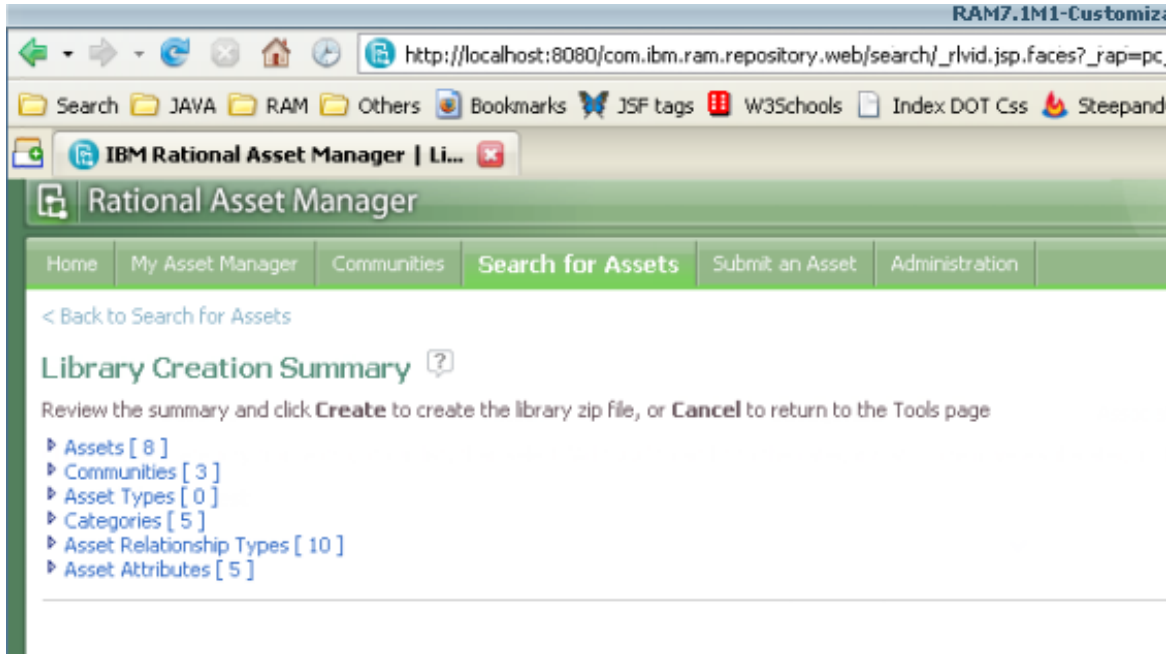 RAM7.1M1-Customiza
http://localhost:8080/com.ibm.ram.repository.web/search/_rlvid.jsp.faces?_rap=pc_
Search JAVA RAM Others Bookmarks JSF tags W3Schools Index DOT Css Steepand
IBM Rational Asset Manager | Li...
Rational Asset Manager
Home My Asset Manager Communities Search for Assets Submit an Asset Administration
< Back to Search for Assets
Library Creation Summary ?
Review the summary and click Create to create the library zip file, or Cancel to return to the Tools page
Assets [ 8 ]
Communities [ 3 ]
Asset Types [ 0 ]
Categories [ 5 ]
Asset Relationship Types [ 10 ]
Asset Attributes [ 5 ]